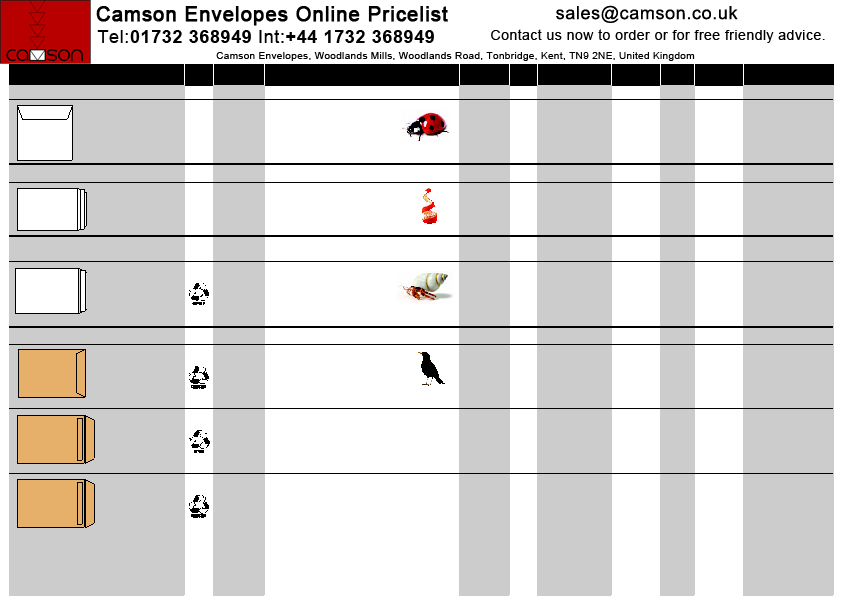 Camson Envelopes Online Pricelist
sales@camson.co.uk
Tel:01732 368949 Int:+44 1732 368949
Contact us now to order or for free friendly advice.
camson
Camson Envelopes, Woodlands Mills, Woodlands Road, Tonbridge, Kent, TN9 2NE, United Kingdom